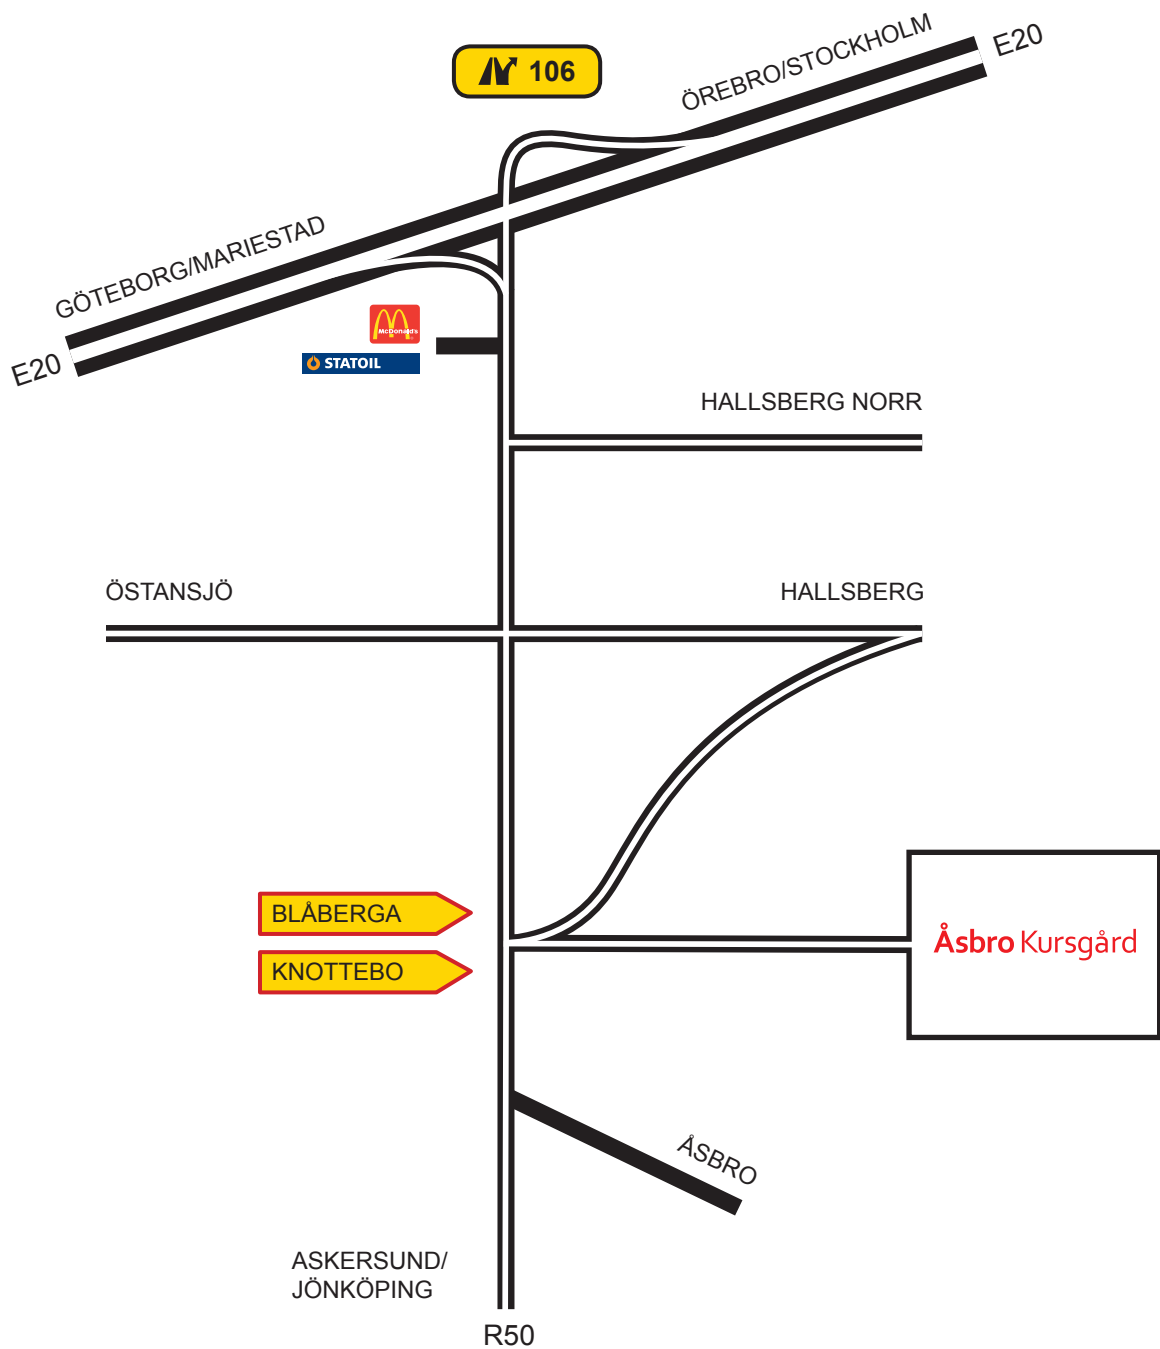 106
ÖREBRO/STOCKHOLM
E20
GÖTEBORG/MARIESTAD
E20
McDonald's
STATOIL
HALLSBERG NORR
ÖSTANSJÖ
HALLSBERG
BLÅBERGA
KNOTTEBO
Åsbro Kursgård
ÅSBRO
ASKERSUND/
JÖNKÖPING
R50